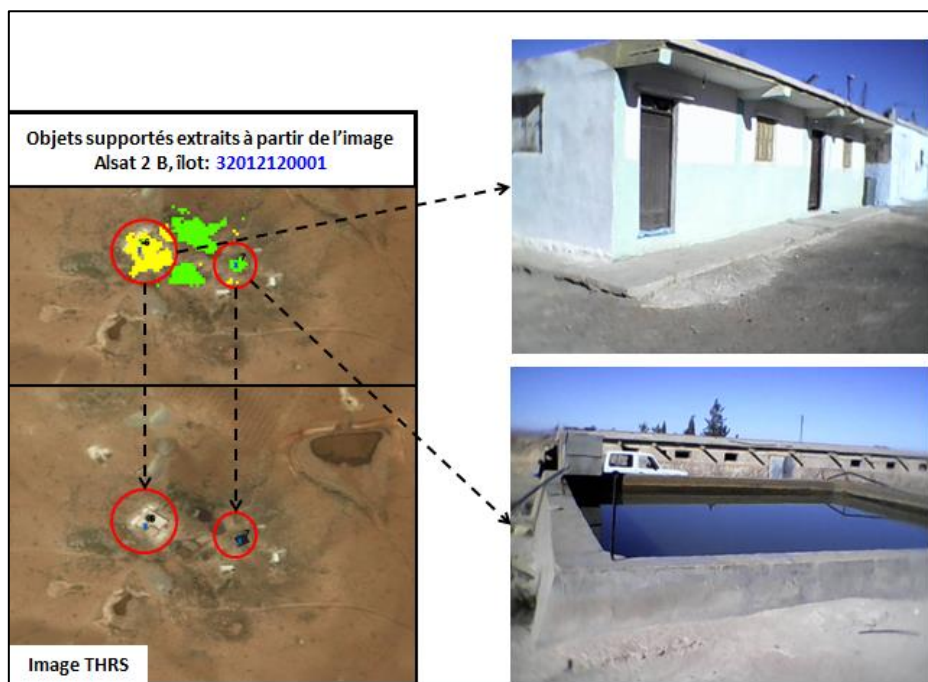 Objets supportés extraits à partir de l'image
Alsat 2 B, îlot: 32012120001
Image THRS